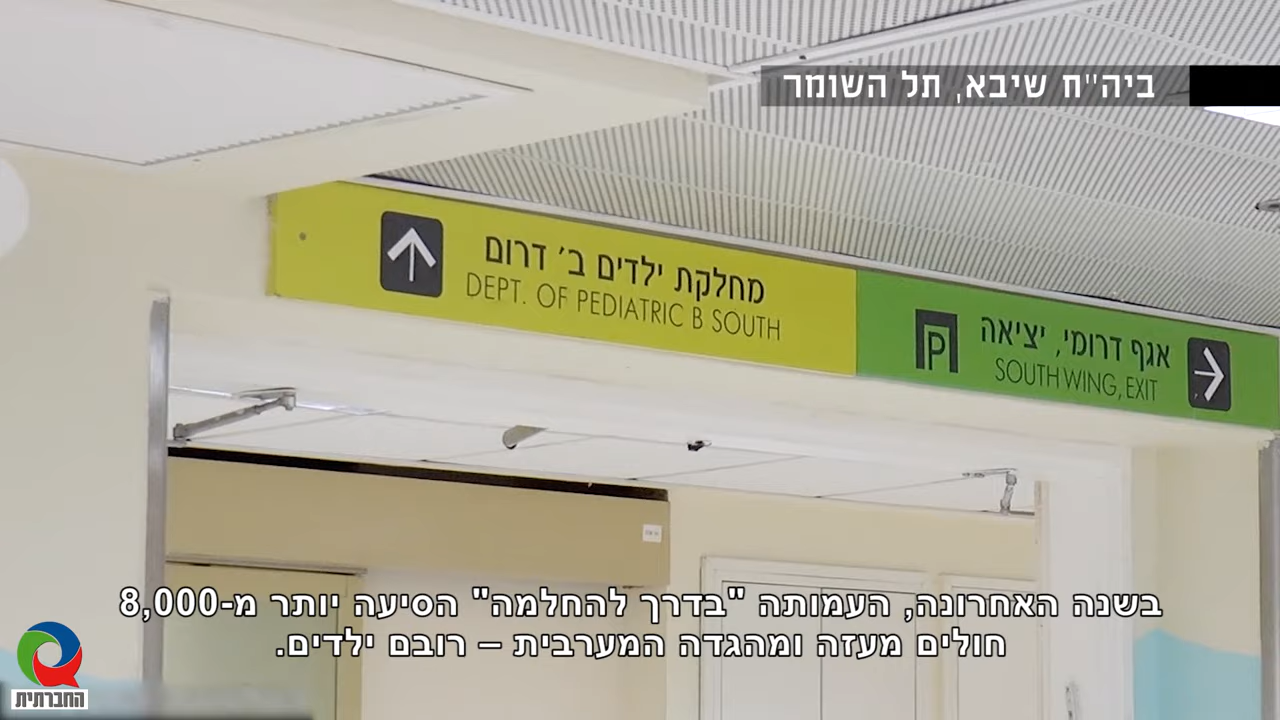 ביה"ח שיבא, תל השומר
מחלקת ילדים ב׳ דרום
DEPT. OF PEDIATRIC B SOUTH
אגף דרומי, יציאה
P
SOUTH WING, EXIT
בשנה האחרונה, העמותה "בדרך להחלמה" הסיעה יותר מ-8,000
חולים מעזה ומהגדה המערבית – רובם ילדים.
החברתית